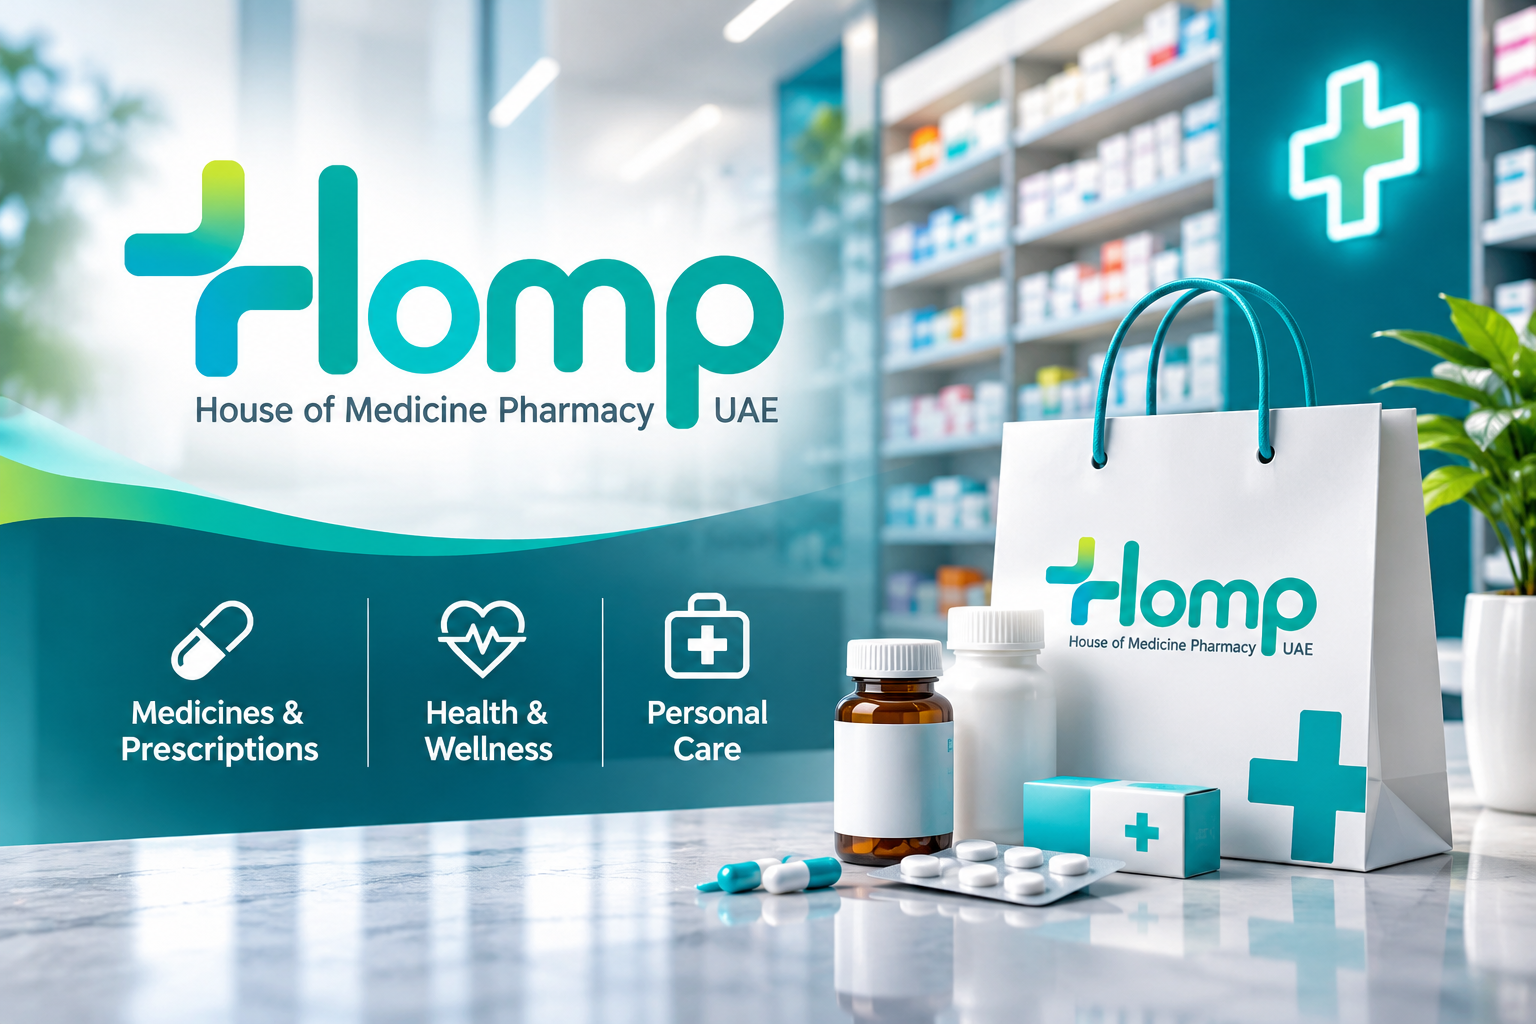 Homp
House of Medicine Pharmacy UAE
Medicines &
Prescriptions
Health &
Wellness
Personal
Care
Homp
House of Medicine Pharmacy UAE